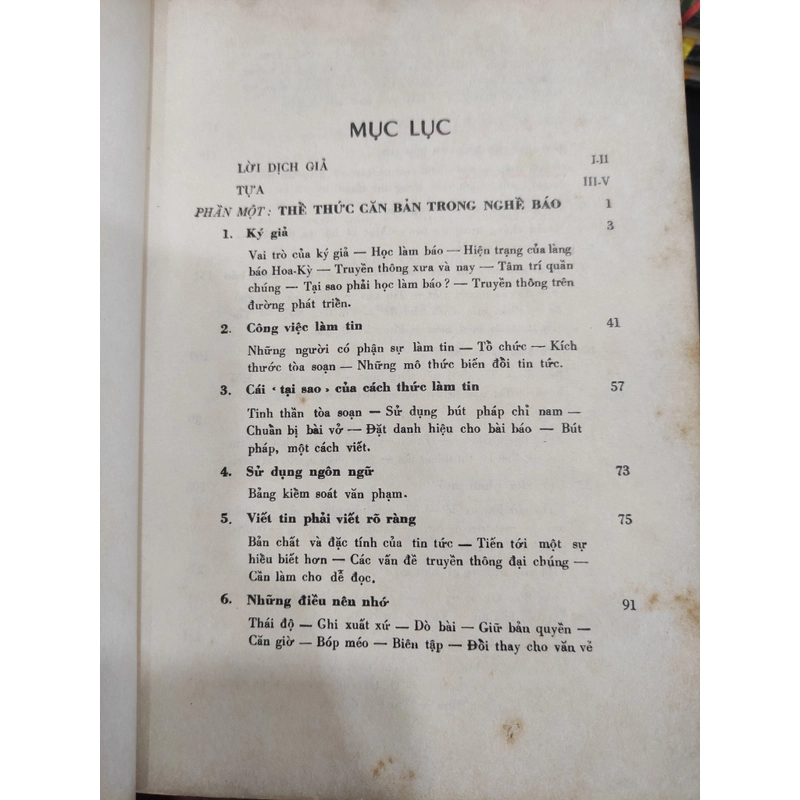 MỤC LỤC
LỜI DỊCH GIẢ I-II
TỰA III-V
PHẦN MỘT: THỂ THỨC CĂN BẢN TRONG NGHỀ BÁO 1
1. Ký giả 3
Vai trò của ký giả — Học làm báo — Hiện trạng của làng
báo Hoa-Kỳ — Truyền thông xưa và nay — Tâm trí quần
chúng — Tại sao phải học làm báo ? — Truyền thông trên
đường phát triển.
2. Công việc làm tin 41
Những người có phận sự làm tin — Tổ chức — Kích
thước tòa soạn — Những mô thức biến đổi tin tức.
3. Cái ‹ tại sao › của cách thức làm tin 57
Tinh thần tòa soạn — Sử dụng bút pháp chỉ nam —
Chuẩn bị bài vở — Đặt danh hiệu cho bài báo — Bút
pháp, một cách viết.
4. Sử dụng ngôn ngữ 73
Bảng kiểm soát văn phạm.
5. Viết tin phải viết rõ ràng 75
Bản chất và đặc tính của tin tức — Tiến tới một sự
hiểu biết hơn — Các vấn đề truyền thông đại chúng —
Cần làm cho dễ đọc.
6. Những điều nên nhớ 91
Thái độ — Ghi xuất xứ — Dò bài — Giữ bản quyền —
Căn giờ — Bóp méo — Biên tập — Đổi thay cho văn vẻ